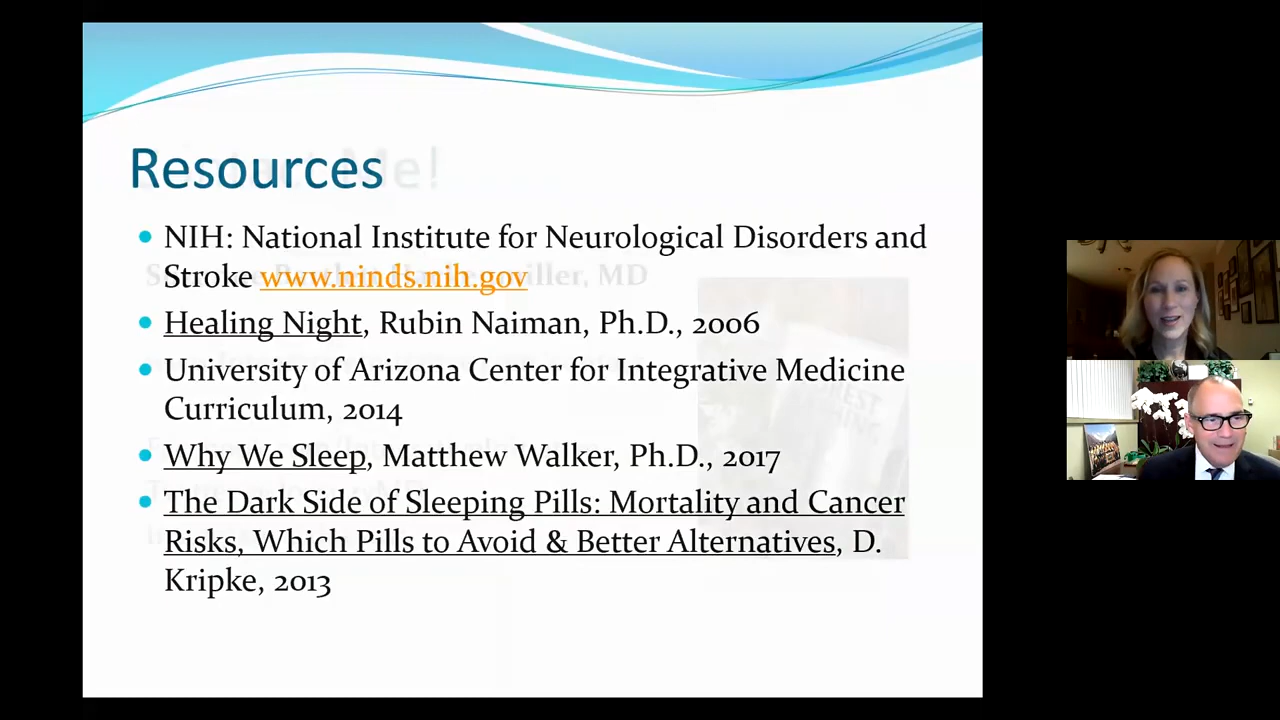 Resources
• NIH: National Institute for Neurological Disorders and
Stroke www.ninds.nih.gov
• Healing Night, Rubin Naiman, Ph.D., 2006
• University of Arizona Center for Integrative Medicine
Curriculum, 2014
• Why We Sleep, Matthew Walker, Ph.D., 2017
• The Dark Side of Sleeping Pills: Mortality and Cancer
Risks, Which Pills to Avoid & Better Alternatives, D.
Kripke, 2013